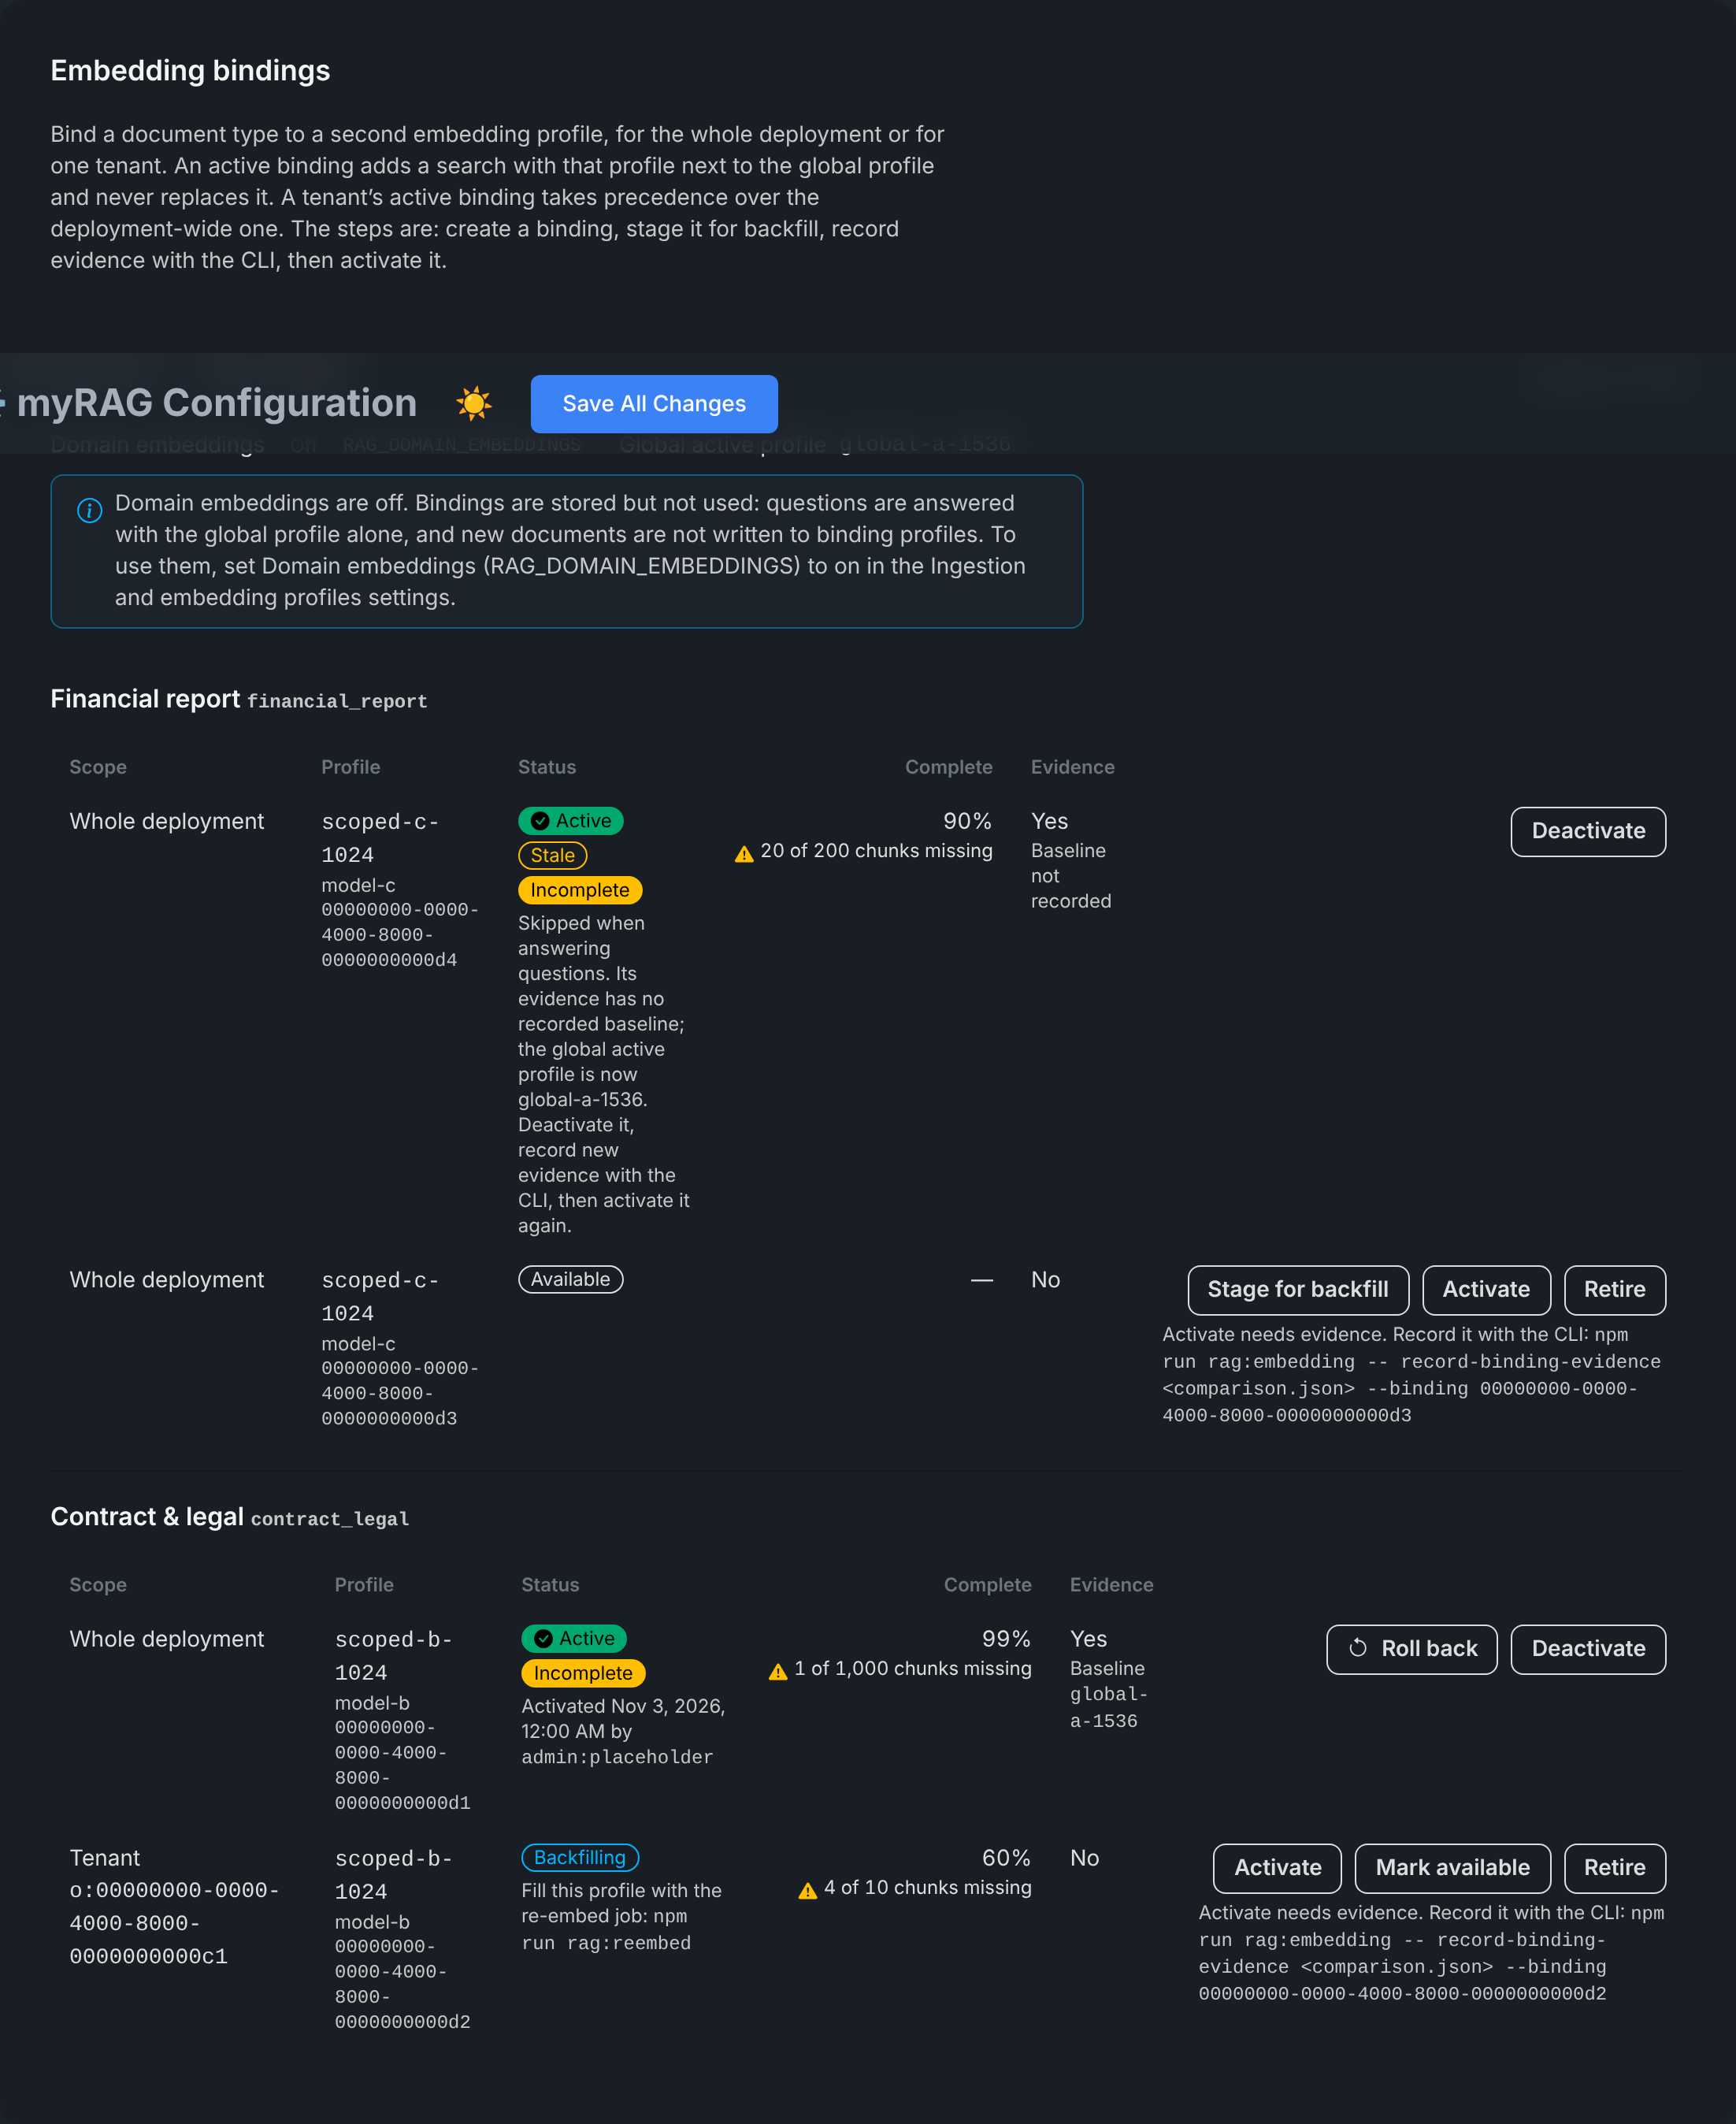 Embedding bindings
Bind a document type to a second embedding profile, for the whole deployment or for
one tenant. An active binding adds a search with that profile next to the global profile
and never replaces it. A tenant’s active binding takes precedence over the
deployment-wide one. The steps are: create a binding, stage it for backfill, record
evidence with the CLI, then activate it.
myRAG Configuration
Save All Changes
Domain embeddings Off RAG_DOMAIN_EMBEDDINGS Global active profile global-a-1536
Domain embeddings are off. Bindings are stored but not used: questions are answered
with the global profile alone, and new documents are not written to binding profiles. To
use them, set Domain embeddings (RAG_DOMAIN_EMBEDDINGS) to on in the Ingestion
and embedding profiles settings.
Financial report financial_report
Scope Profile Status Complete Evidence
Whole deployment
scoped-c-
1024
model-c
00000000-0000-
4000-8000-
0000000000d4
Active
Stale
Incomplete
Skipped when
answering
questions. Its
evidence has no
recorded baseline;
the global active
profile is now
global-a-1536.
Deactivate it,
record new
evidence with the
CLI, then activate it
again.
90%
20 of 200 chunks missing
Yes
Baseline
not
recorded
Deactivate
Whole deployment
scoped-c-
1024
model-c
00000000-0000-
4000-8000-
0000000000d3
Available
—
No
Stage for backfill
Activate
Retire
Activate needs evidence. Record it with the CLI: npm
run rag:embedding -- record-binding-evidence
<comparison.json> --binding 00000000-0000-
4000-8000-0000000000d3
Contract & legal contract_legal
Scope Profile Status Complete Evidence
Whole deployment
scoped-b-
1024
model-b
00000000-
0000-4000-
8000-
0000000000d1
Active
Incomplete
Activated Nov 3, 2026,
12:00 AM by
admin:placeholder
99%
1 of 1,000 chunks missing
Yes
Baseline
global-
a-1536
Roll back
Deactivate
Tenant
o:00000000-0000-
4000-8000-
0000000000c1
scoped-b-
1024
model-b
00000000-
0000-4000-
8000-
0000000000d2
Backfilling
Fill this profile with the
re-embed job: npm
run rag:reembed
60%
4 of 10 chunks missing
No
Activate
Mark available
Retire
Activate needs evidence. Record it with the CLI: npm
run rag:embedding -- record-binding-
evidence <comparison.json> --binding
00000000-0000-4000-8000-0000000000d2